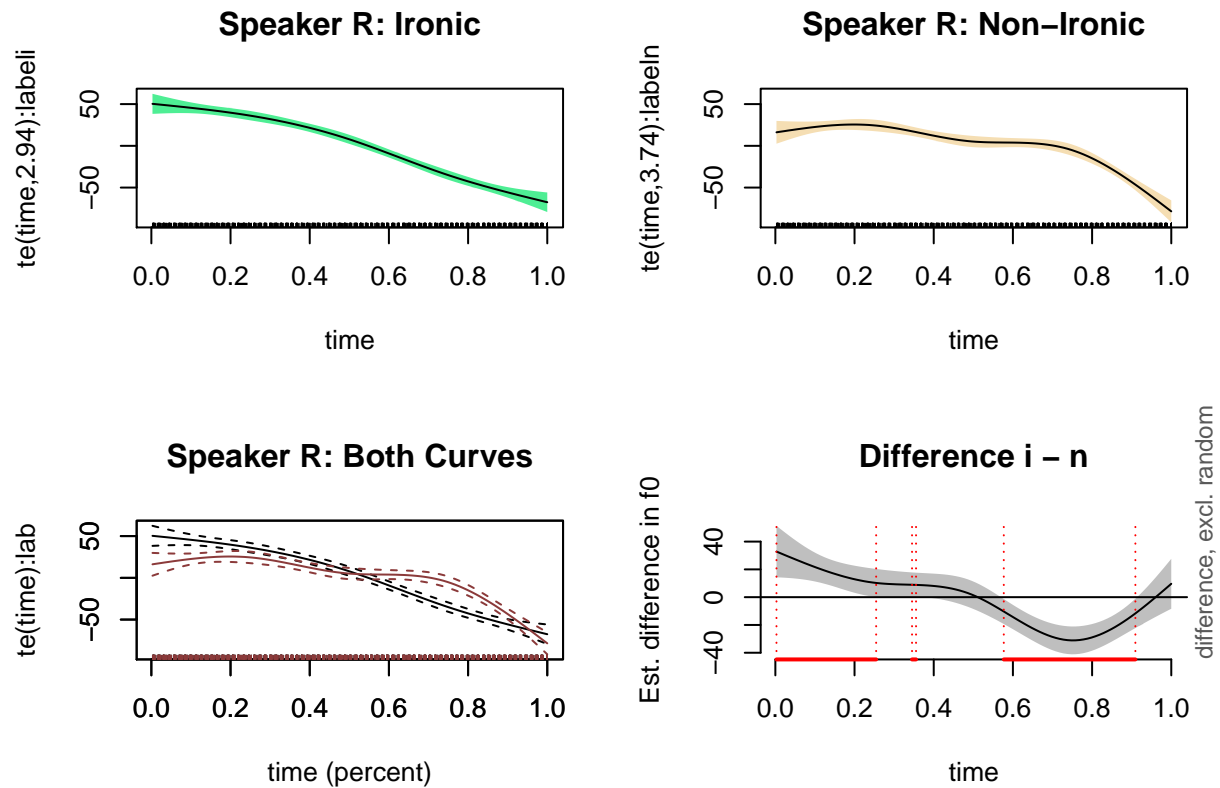 Speaker R: Ironic
te(time,2.94):labeli
50
−50
0.0 0.2 0.4 0.6 0.8 1.0
time
Speaker R: Non−Ironic
te(time,3.74):labeln
50
−50
0.0 0.2 0.4 0.6 0.8 1.0
time
Speaker R: Both Curves
te(time):lab
50
−50
0.0 0.2 0.4 0.6 0.8 1.0
time (percent)
Difference i − n
Est. difference in f0
40
0
−40
0.0 0.2 0.4 0.6 0.8 1.0
time
difference, excl. random